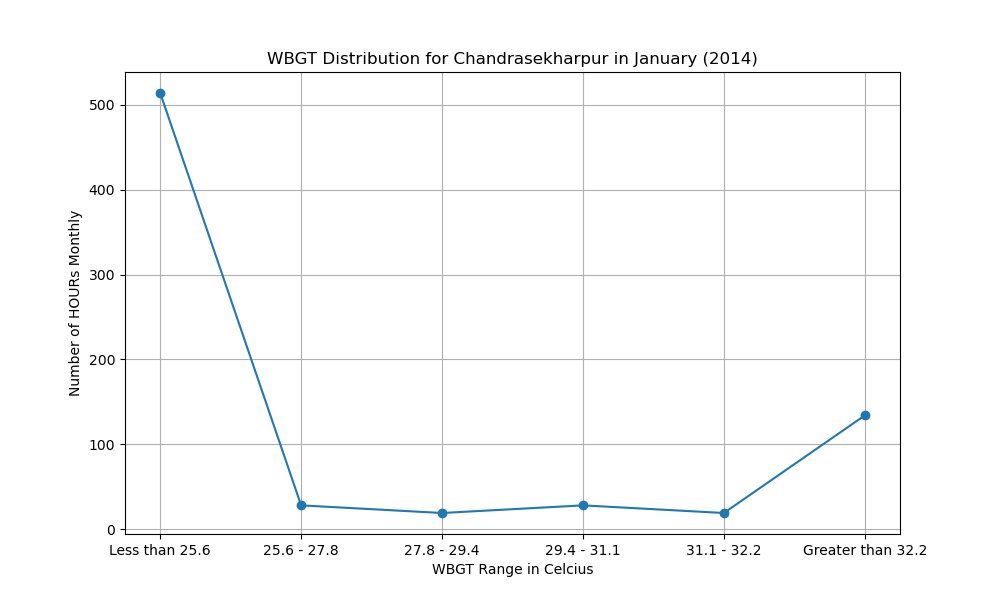 WBGT Distribution for Chandrasekharpur in January (2014)
Number of HOURs Monthly
500
400
300
200
100
0
Less than 25.6 25.6 - 27.8 27.8 - 29.4 29.4 - 31.1 31.1 - 32.2 Greater than 32.2
WBGT Range in Celcius